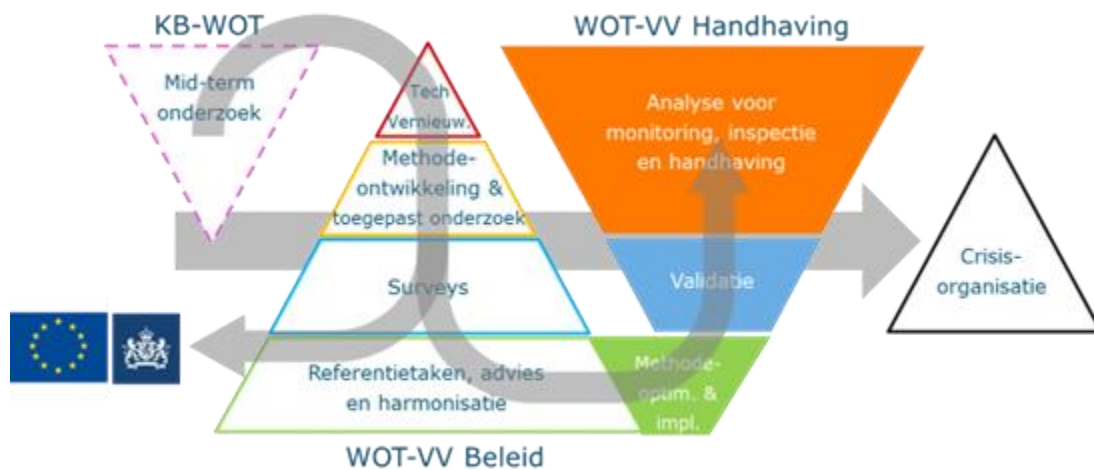 KB-WOT
WOT-VV Handhaving
Mid-term
onderzoek
Tech
Vernieuw.
Analyse voor
monitoring, inspectie
en handhaving
Methode-
ontwikkeling &
toegepast onderzoek
Crisis-
organisatie
Surveys
Validatie
Referentietaken, advies
en harmonisatie
Methode-
optim. &
impl.
WOT-VV Beleid